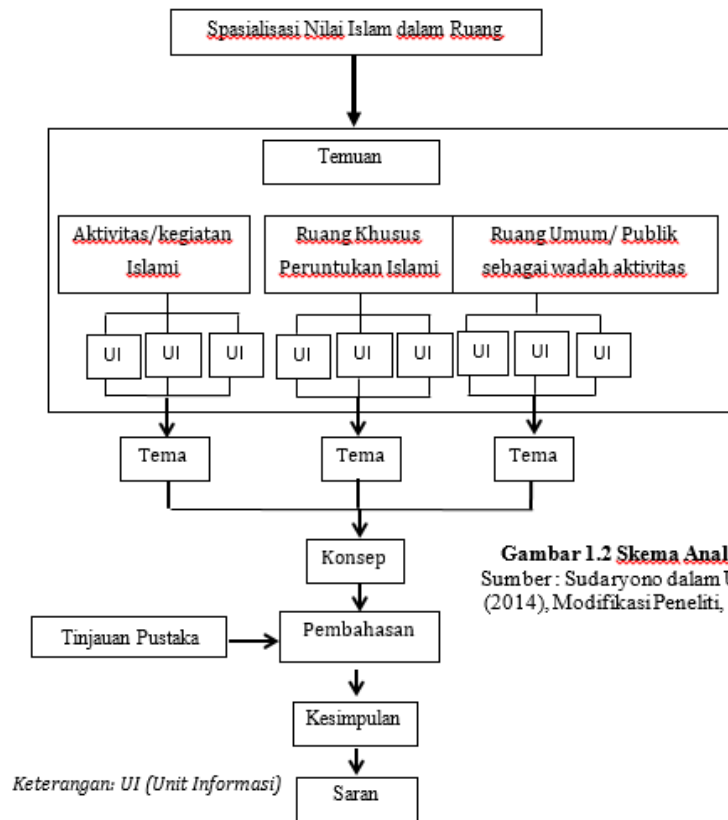 Spasialisasi Nilai Islam dalam Ruang
Temuan
Aktivitas/kegiatan
Islami
Ruang Khusus
Peruntukan Islami
Ruang Umum/ Publik
sebagai wadah aktivitas
UI
UI
UI
UI
UI
UI
UI
UI
UI
Tema
Tema
Tema
Konsep
Gambar 1.2 Skema Anal
Sumber: Sudaryono dalam U
(2014), Modifikasi Peneliti,
Tinjauan Pustaka
Pembahasan
Kesimpulan
Keterangan: UI (Unit Informasi)
Saran